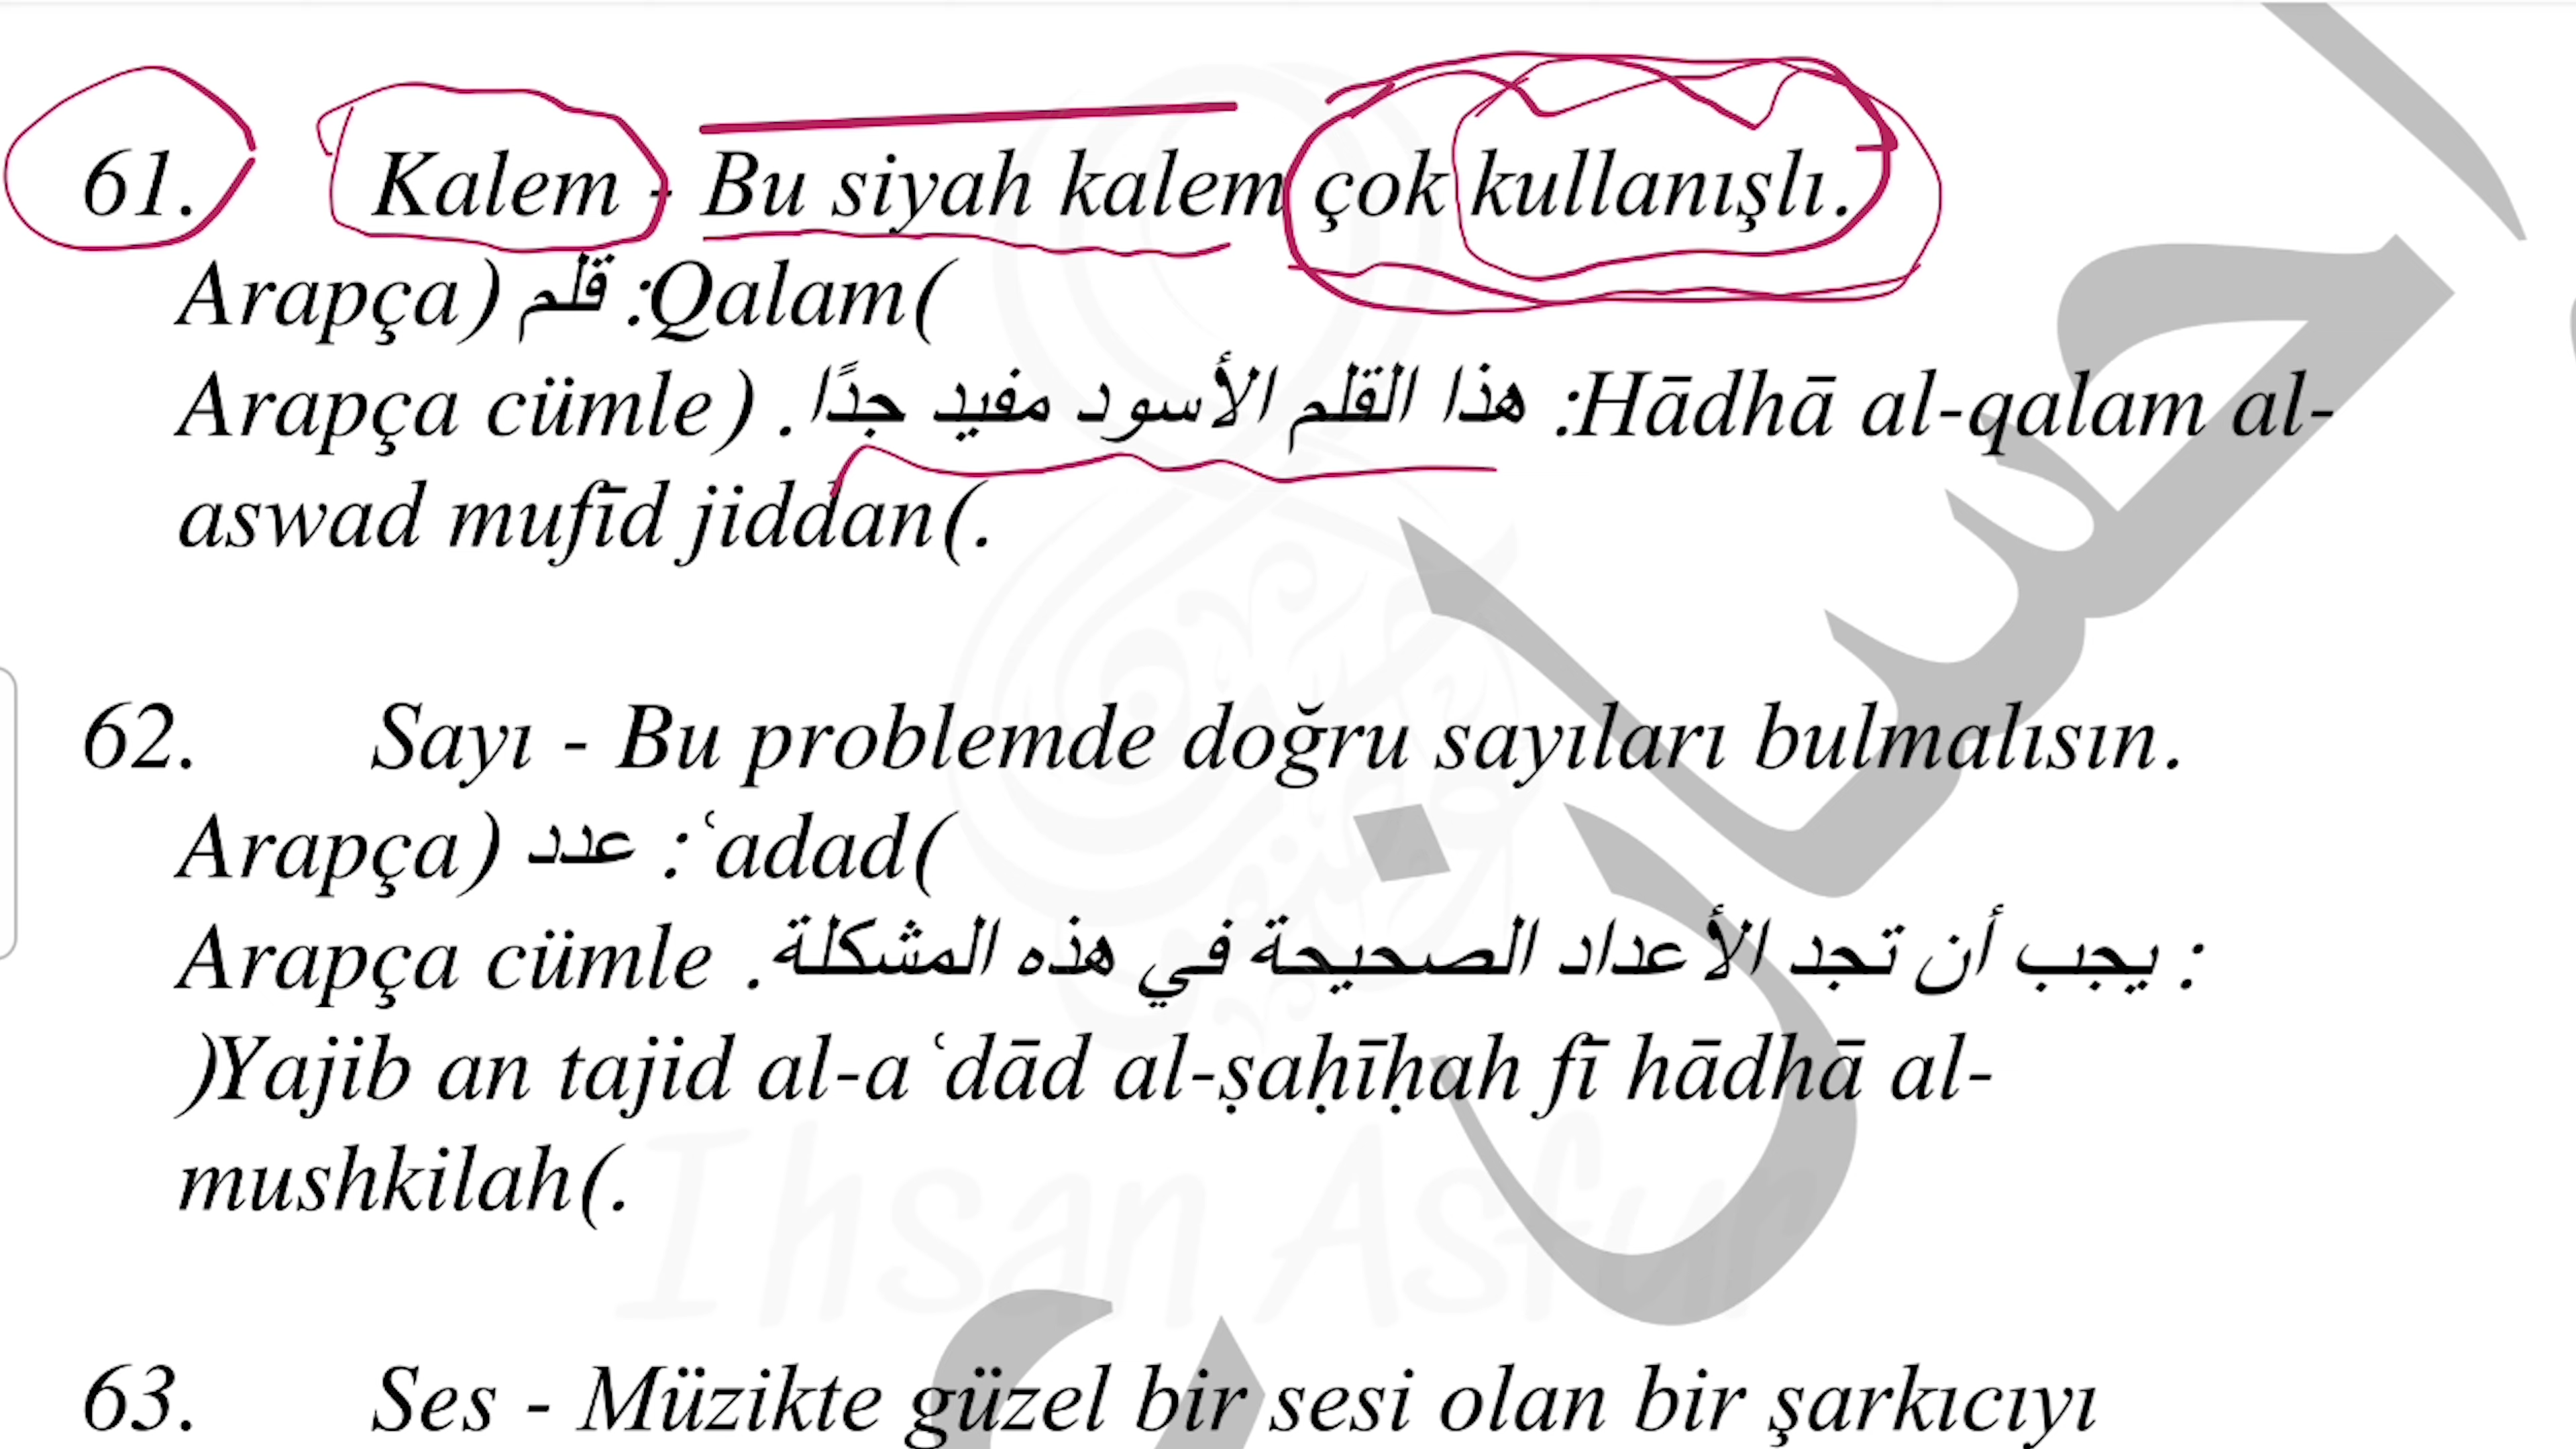 61. Kalem - Bu siyah kalem çok kullanışlı.
Arapça) قلم :Qalam(
Arapça cümle) هذا القلم الأسود مفيد جدًا. :Hādhā al-qalam al-
aswad mufīd jiddan(.
62. Sayı - Bu problemde doğru sayıları bulmalısın.
Arapça) عدد : ʿadad(
Arapça cümle يجب أن تجد الأعداد الصحيحة في هذه المشكلة. :
)Yajib an tajid al-aʿdād al-ṣaḥīḥah fī hādhā al-
mushkilah(.
63. Ses - Müzikte güzel bir sesi olan bir şarkıcıyı
Ihsan Asfur
إحسان